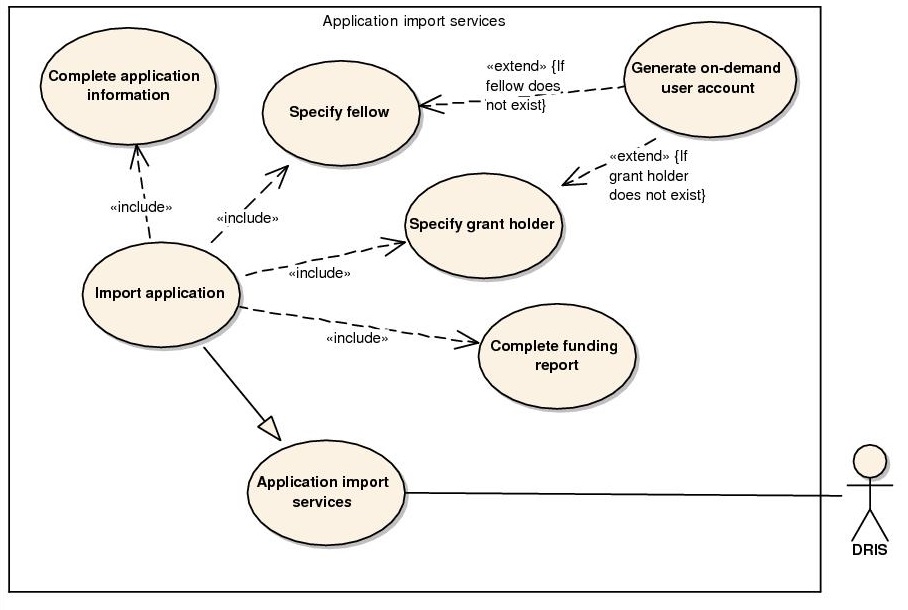 Application import services
Complete application
information
Specify fellow
«extend» {If
fellow does
not exist}
Generate on-demand
user account
«extend» {If
grant holder
does not exist}
«include»
«include»
Specify grant holder
«include»
Import application
«include»
Complete funding
report
Application import
services
DRIS